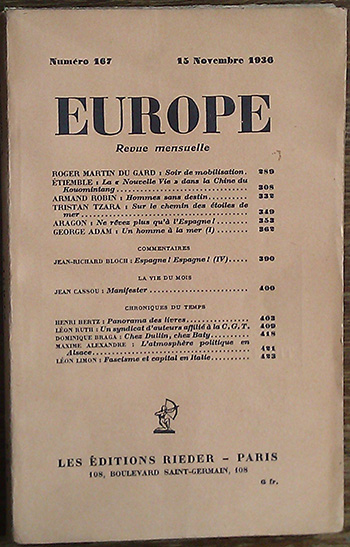 Numéro 167 15 Novembre 1936
EUROPE
Revue mensuelle
ROGER MARTIN DU GARD : Soir de mobilisation. 289
ÉTIEMBLE : La « Nouvelle Vie » dans la Chine du
Kouomintang 308
ARMAND ROBIN : Hommes sans destin 332
TRISTAN TZARA : Sur le chemin des étoiles de
mer 349
ARAGON : Ne rêvez plus qu'à l'Espagne! 353
GEORGE ADAM : Un homme à la mer (I) 362
COMMENTAIRES
JEAN-RICHARD BLOCH : Espagne! Espagne! (IV) 390
LA VIE DU MOIS
JEAN CASSOU : Manifester 400
CHRONIQUES DU TEMPS
HENRI HERTZ : Panorama des livres 403
LÉON RUTH : Un syndicat d'auteurs affilié à la C. G. T. 409
DOMINIQUE BRAGA : Chez Dullin, chez Baty 418
MAXIME ALEXANDRE : L'atmosphère politique en
Alsace 421
LÉON LIMON : Fascisme et capital en Italie 423
LES ÉDITIONS RIEDER — PARIS
108, BOULEVARD SAINT-GERMAIN, 108
6 fr.